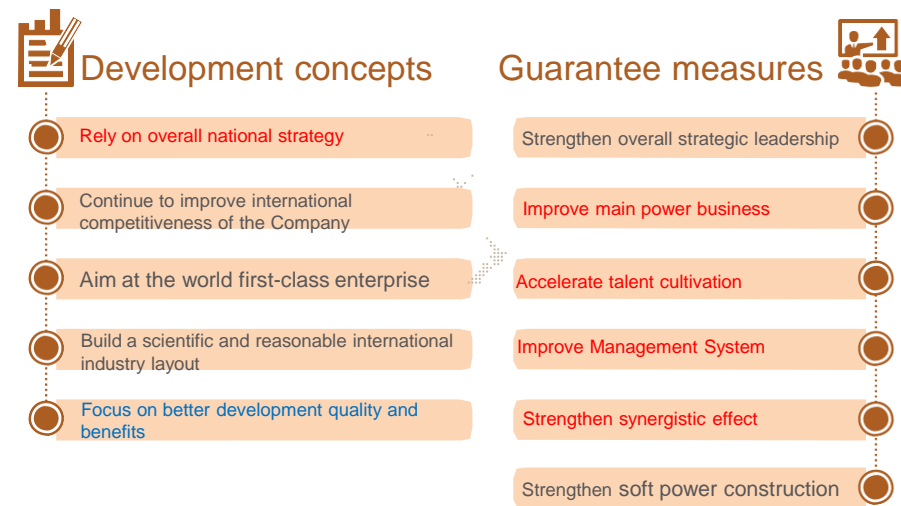 Development concepts
Rely on overall national strategy
Continue to improve international
competitiveness of the Company
Aim at the world first-class enterprise
Build a scientific and reasonable international
industry layout
Focus on better development quality and
benefits
Guarantee measures
Strengthen overall strategic leadership
Improve main power business
Accelerate talent cultivation
Improve Management System
Strengthen synergistic effect
Strengthen soft power construction